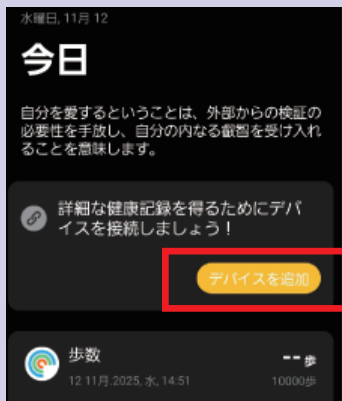 水曜日, 11月 12
今日
自分を愛するということは、外部からの検証の
必要性を手放し、自分の内なる叡智を受け入れ
ることを意味します。
詳細な健康記録を得るためにデバ
イスを接続しましょう！
デバイスを追加
歩数
-- 歩
12 11月.2025, 水, 14:51
10000歩